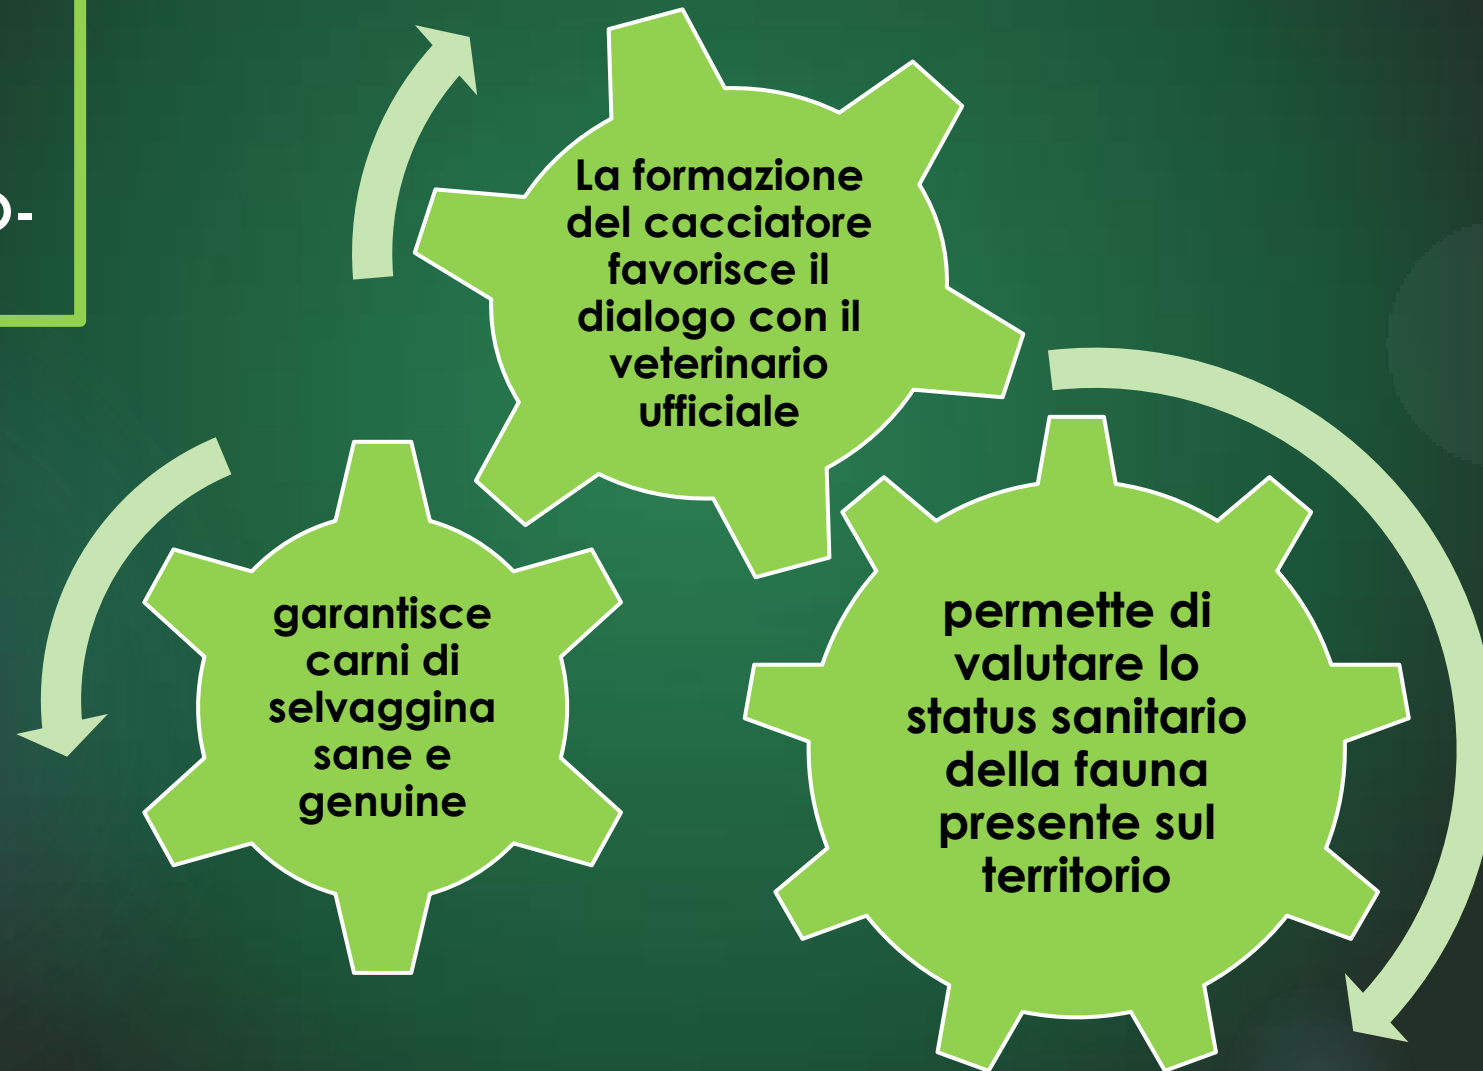 La formazione
del cacciatore
favorisce il
dialogo con il
veterinario
ufficiale
garantisce
carni di
selvaggina
sane e
genuine
permette di
valutare lo
status sanitario
della fauna
presente sul
territorio